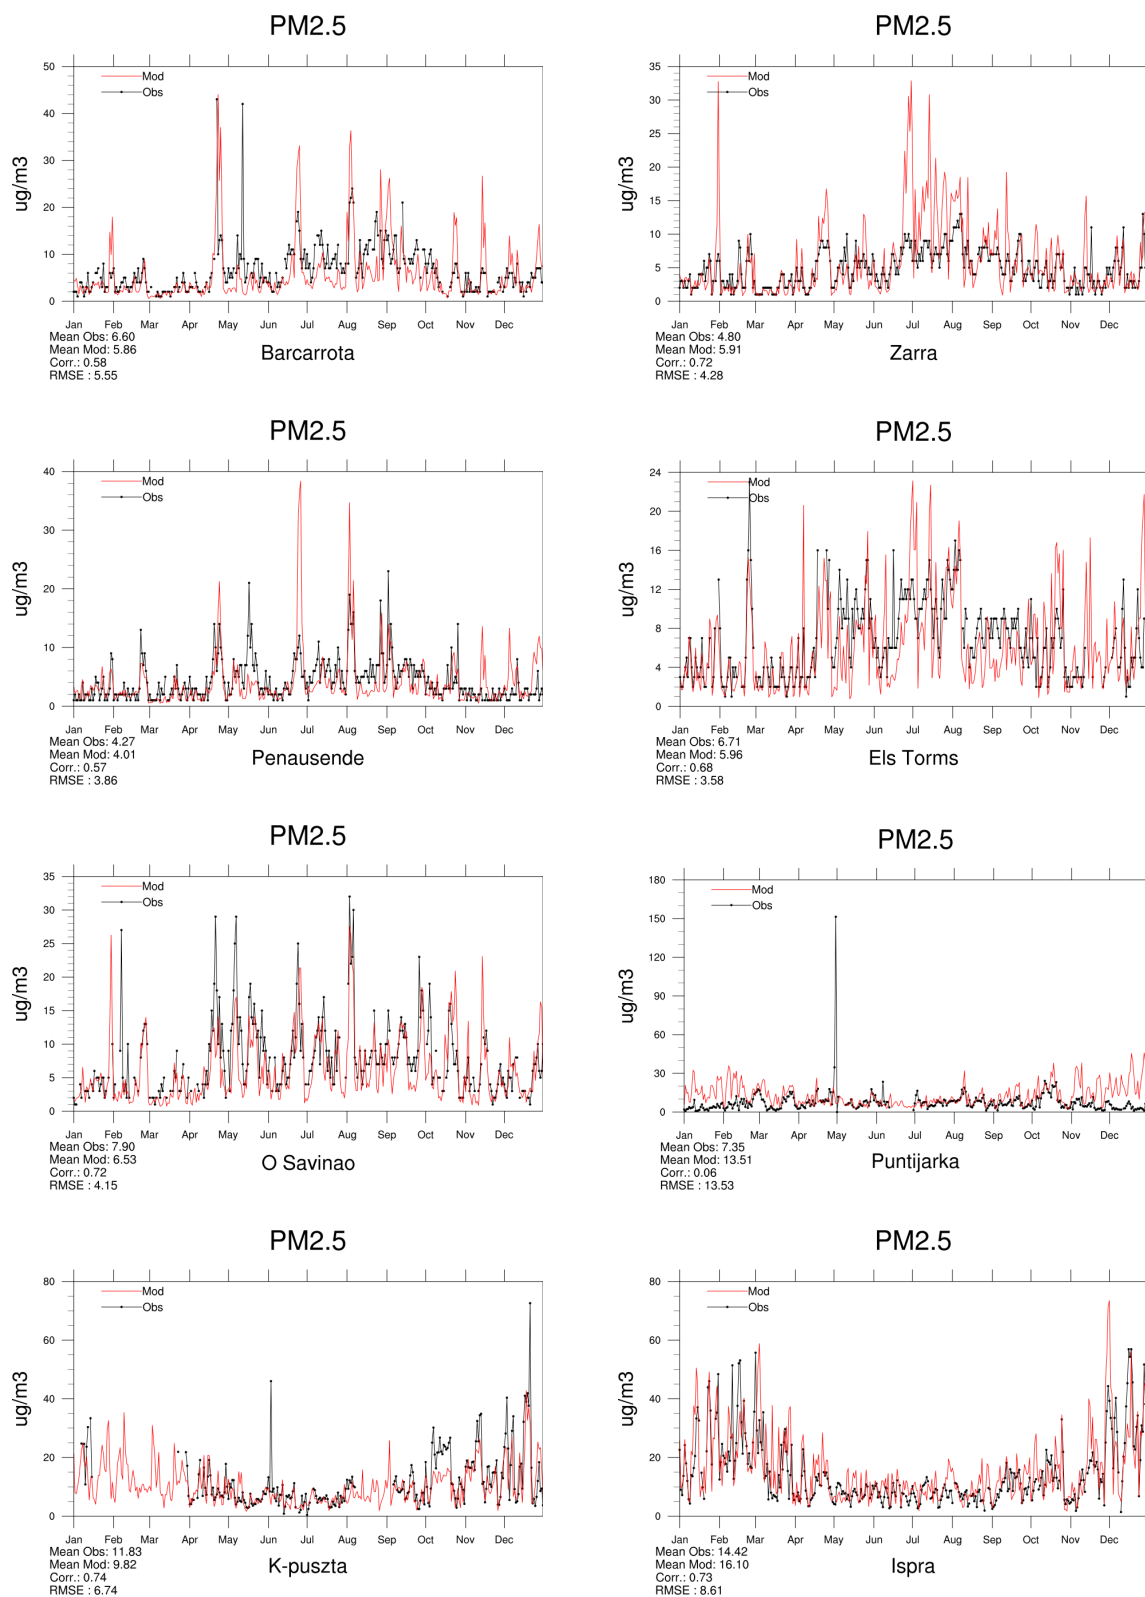 PM2.5
50
40
30
20
10
0
ug/m3
Mod
Obs
Jan Feb Mar Apr May Jun Jul Aug Sep Oct Nov Dec
Mean Obs: 6.60
Mean Mod: 5.86
Corr.: 0.58
RMSE : 5.55
Barcarrota
PM2.5
35
30
25
20
15
10
5
0
ug/m3
Mod
Obs
Jan Feb Mar Apr May Jun Jul Aug Sep Oct Nov Dec
Mean Obs: 4.80
Mean Mod: 5.91
Corr.: 0.72
RMSE : 4.28
Zarra
PM2.5
40
30
20
10
0
ug/m3
Mod
Obs
Jan Feb Mar Apr May Jun Jul Aug Sep Oct Nov Dec
Mean Obs: 4.27
Mean Mod: 4.01
Corr.: 0.57
RMSE : 3.86
Penausende
PM2.5
24
20
16
12
8
4
0
ug/m3
Mod
Obs
Jan Feb Mar Apr May Jun Jul Aug Sep Oct Nov Dec
Mean Obs: 6.71
Mean Mod: 5.96
Corr.: 0.68
RMSE : 3.58
Els Torms
PM2.5
35
30
25
20
15
10
5
0
ug/m3
Mod
Obs
Jan Feb Mar Apr May Jun Jul Aug Sep Oct Nov Dec
Mean Obs: 7.90
Mean Mod: 6.53
Corr.: 0.72
RMSE : 4.15
O Savinao
PM2.5
180
150
120
90
60
30
0
ug/m3
Mod
Obs
Jan Feb Mar Apr May Jun Jul Aug Sep Oct Nov Dec
Mean Obs: 7.35
Mean Mod: 13.51
Corr.: 0.06
RMSE : 13.53
Puntijarka
PM2.5
80
60
40
20
0
ug/m3
Mod
Obs
Jan Feb Mar Apr May Jun Jul Aug Sep Oct Nov Dec
Mean Obs: 11.83
Mean Mod: 9.82
Corr.: 0.74
RMSE : 6.74
K-puszta
PM2.5
80
60
40
20
0
ug/m3
Mod
Obs
Jan Feb Mar Apr May Jun Jul Aug Sep Oct Nov Dec
Mean Obs: 14.42
Mean Mod: 16.10
Corr.: 0.73
RMSE : 8.61
Ispra